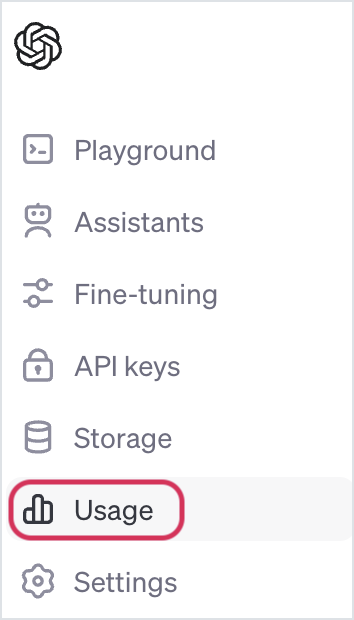 Playground
Assistants
Fine-tuning
API keys
Storage
Usage
Settings